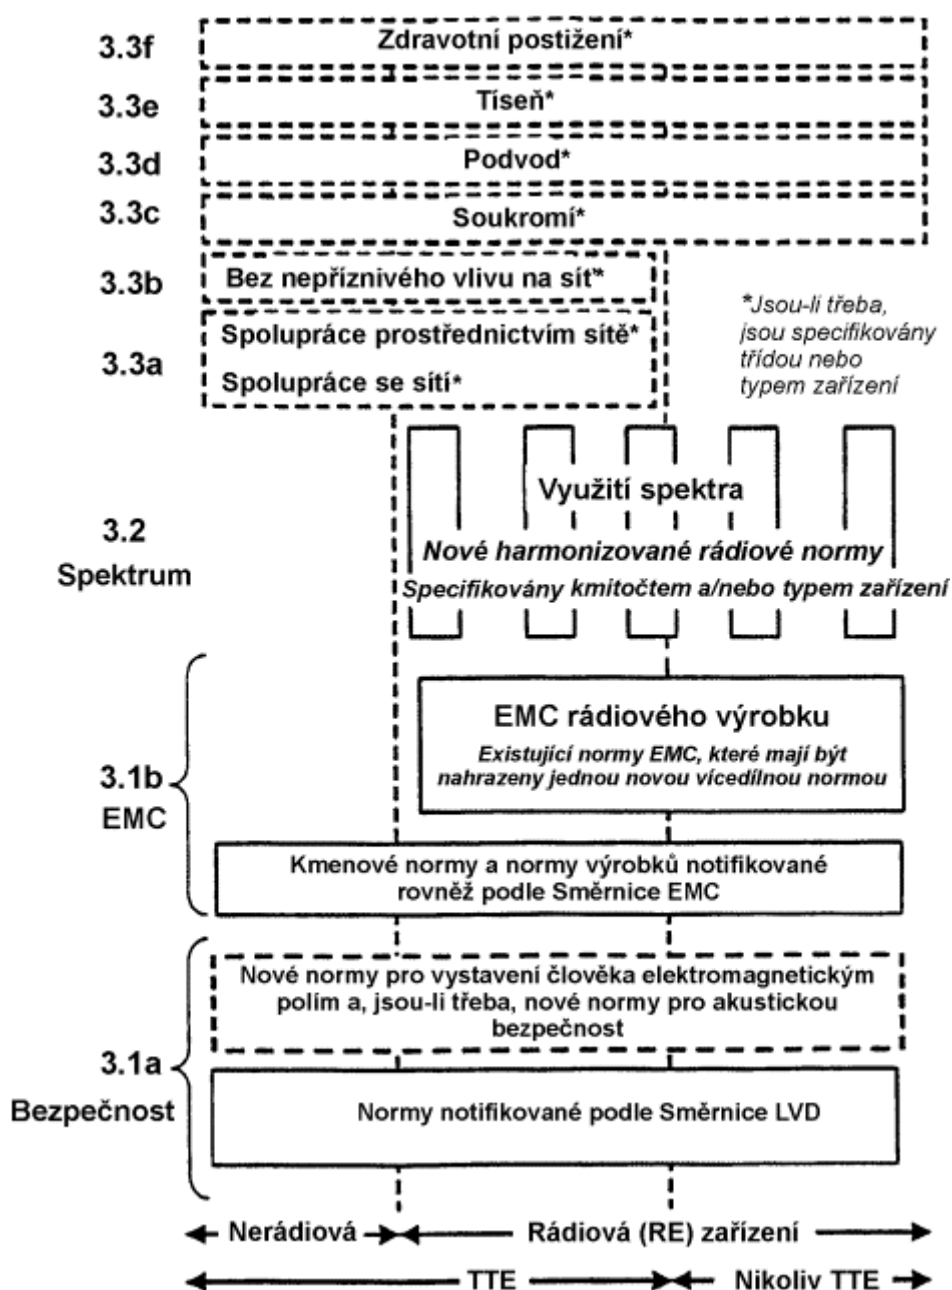 3.3f
Zdravotní postižení*
3.3e
Tíseň*
3.3d
Podvod*
3.3c
Soukromí*
3.3b
Bez nepříznivého vlivu na síť*
3.3a
Spolupráce prostřednictvím sítě*
Spolupráce se sítí*
*Jsou-li třeba,
jsou specifikovány
třídou nebo
typem zařízení
3.2
Spektrum
Využití spektra
Nové harmonizované rádiové normy
Specifikovány kmitočtem a/nebo typem zařízení
3.1b
EMC
EMC rádiového výrobku
Existující normy EMC, které mají být
nahrazeny jednou novou vícedílnou normou
Kmenové normy a normy výrobků notifikované
rovněž podle Směrnice EMC
3.1a
Bezpečnost
Nové normy pro vystavení člověka elektromagnetickým
polím a, jsou-li třeba, nové normy pro akustickou
bezpečnost
Normy notifikované podle Směrnice LVD
Nerádiová
Rádiová (RE) zařízení
TTE
Nikoliv TTE